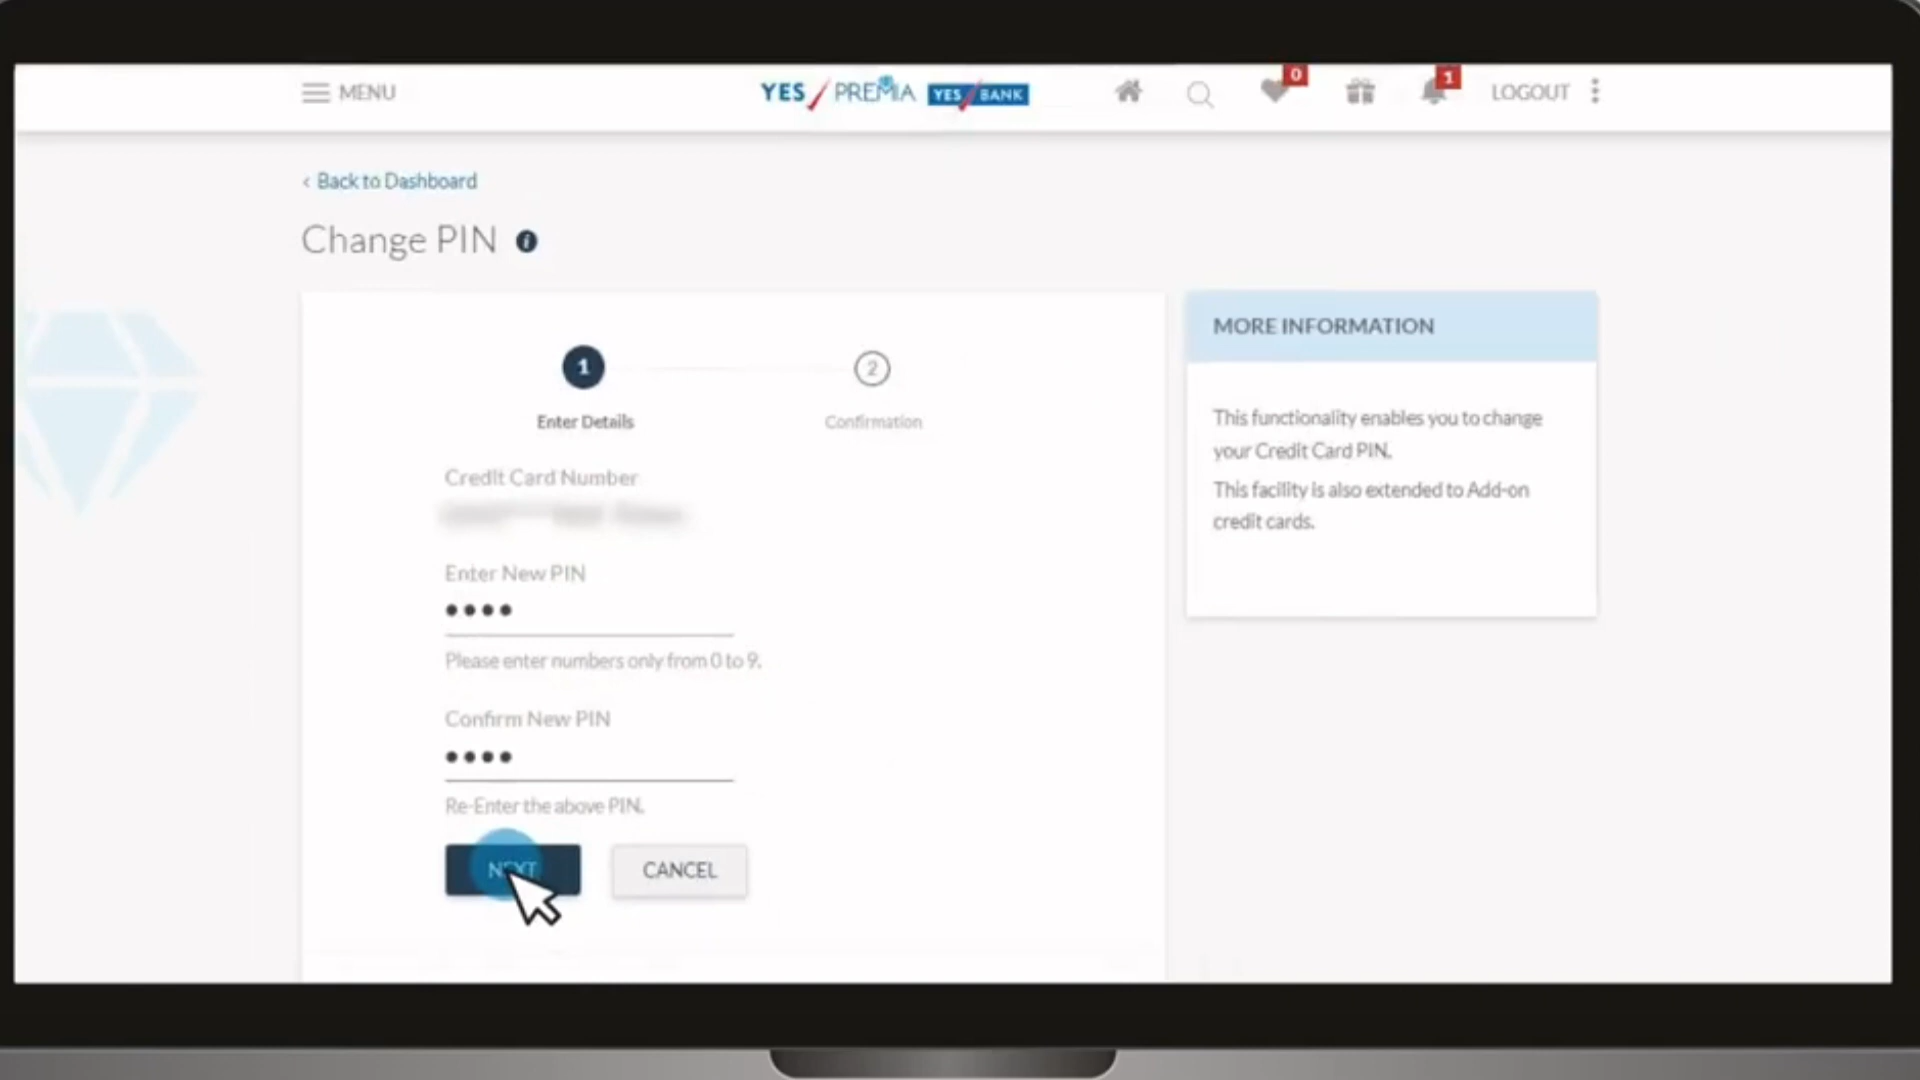 MENU
YES PREMIA YES BANK
0
1
LOGOUT
< Back to Dashboard
Change PIN i
1
2
Enter Details
Confirmation
Credit Card Number
Enter New PIN
••••
Please enter numbers only from 0 to 9.
Confirm New PIN
••••
Re-Enter the above PIN.
NEXT
CANCEL
MORE INFORMATION
This functionality enables you to change
your Credit Card PIN.
This facility is also extended to Add-on
credit cards.